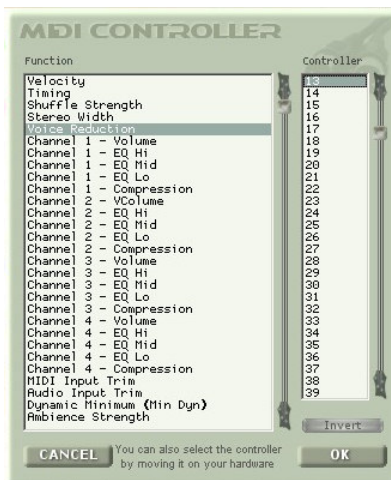 MIDI CONTROLLER
Function
Velocity
Timing
Shuffle Strength
Stereo Width
Voice Reduction
Channel 1 - Volume
Channel 1 - EQ Hi
Channel 1 - EQ Mid
Channel 1 - EQ Lo
Channel 1 - Compression
Channel 2 - VColume
Channel 2 - EQ Hi
Channel 2 - EQ Mid
Channel 2 - EQ Lo
Channel 2 - Compression
Channel 3 - Volume
Channel 3 - EQ Hi
Channel 3 - EQ Mid
Channel 3 - EQ Lo
Channel 3 - Compression
Channel 4 - Volume
Channel 4 - EQ Hi
Channel 4 - EQ Mid
Channel 4 - EQ Lo
Channel 4 - Compression
MIDI Input Trim
Audio Input Trim
Dynamic Minimum (Min Dyn)
Ambience Strength
Controller
13
14
15
16
17
18
19
20
21
22
23
24
25
26
27
28
29
30
31
32
33
34
35
36
37
38
39
Invert
CANCEL
You can also select the controller
by moving it on your hardware
OK